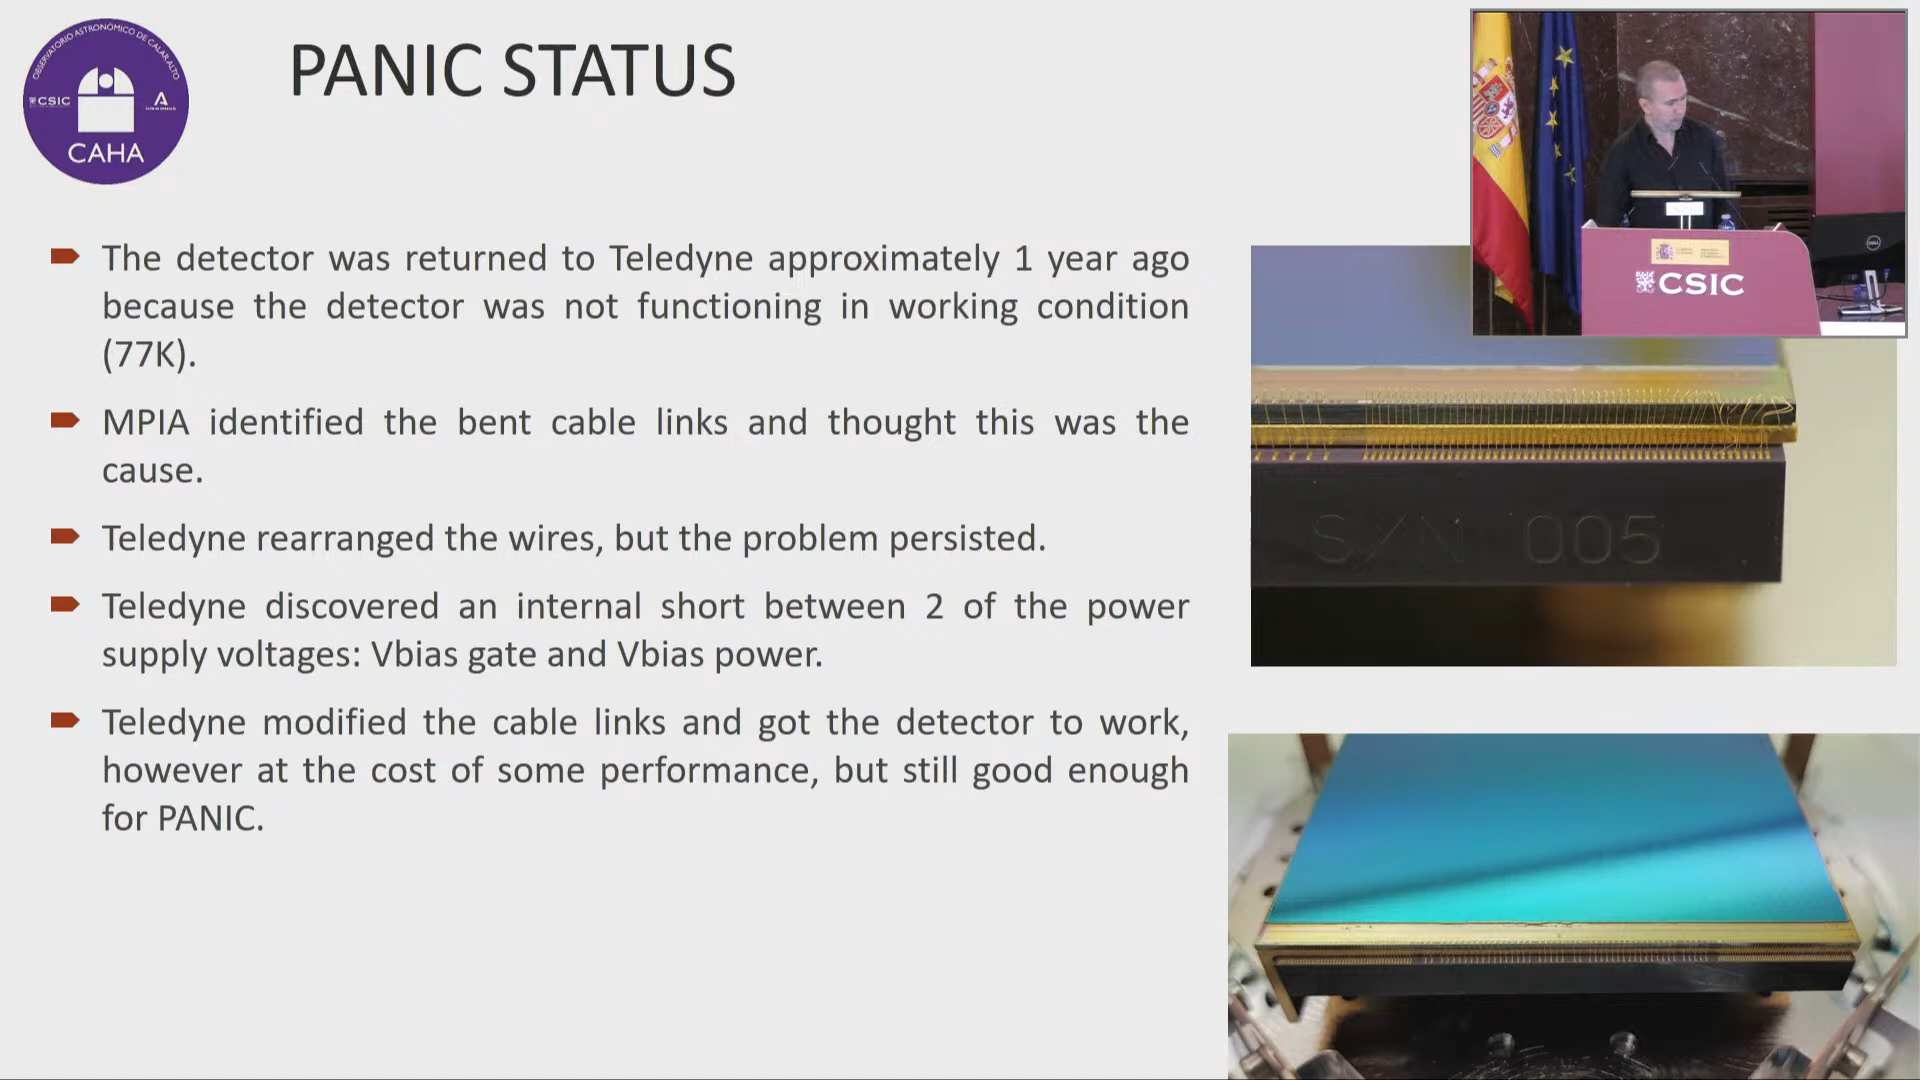 OBSERVATORIO ASTRONÓMICO DE CALAR ALTO
CSIC
CAHA
PANIC STATUS
The detector was returned to Teledyne approximately 1 year ago
because the detector was not functioning in working condition
(77K).
MPIA identified the bent cable links and thought this was the
cause.
Teledyne rearranged the wires, but the problem persisted.
Teledyne discovered an internal short between 2 of the power
supply voltages: Vbias gate and Vbias power.
Teledyne modified the cable links and got the detector to work,
however at the cost of some performance, but still good enough
for PANIC.
CSIC
DELL
S/N 005